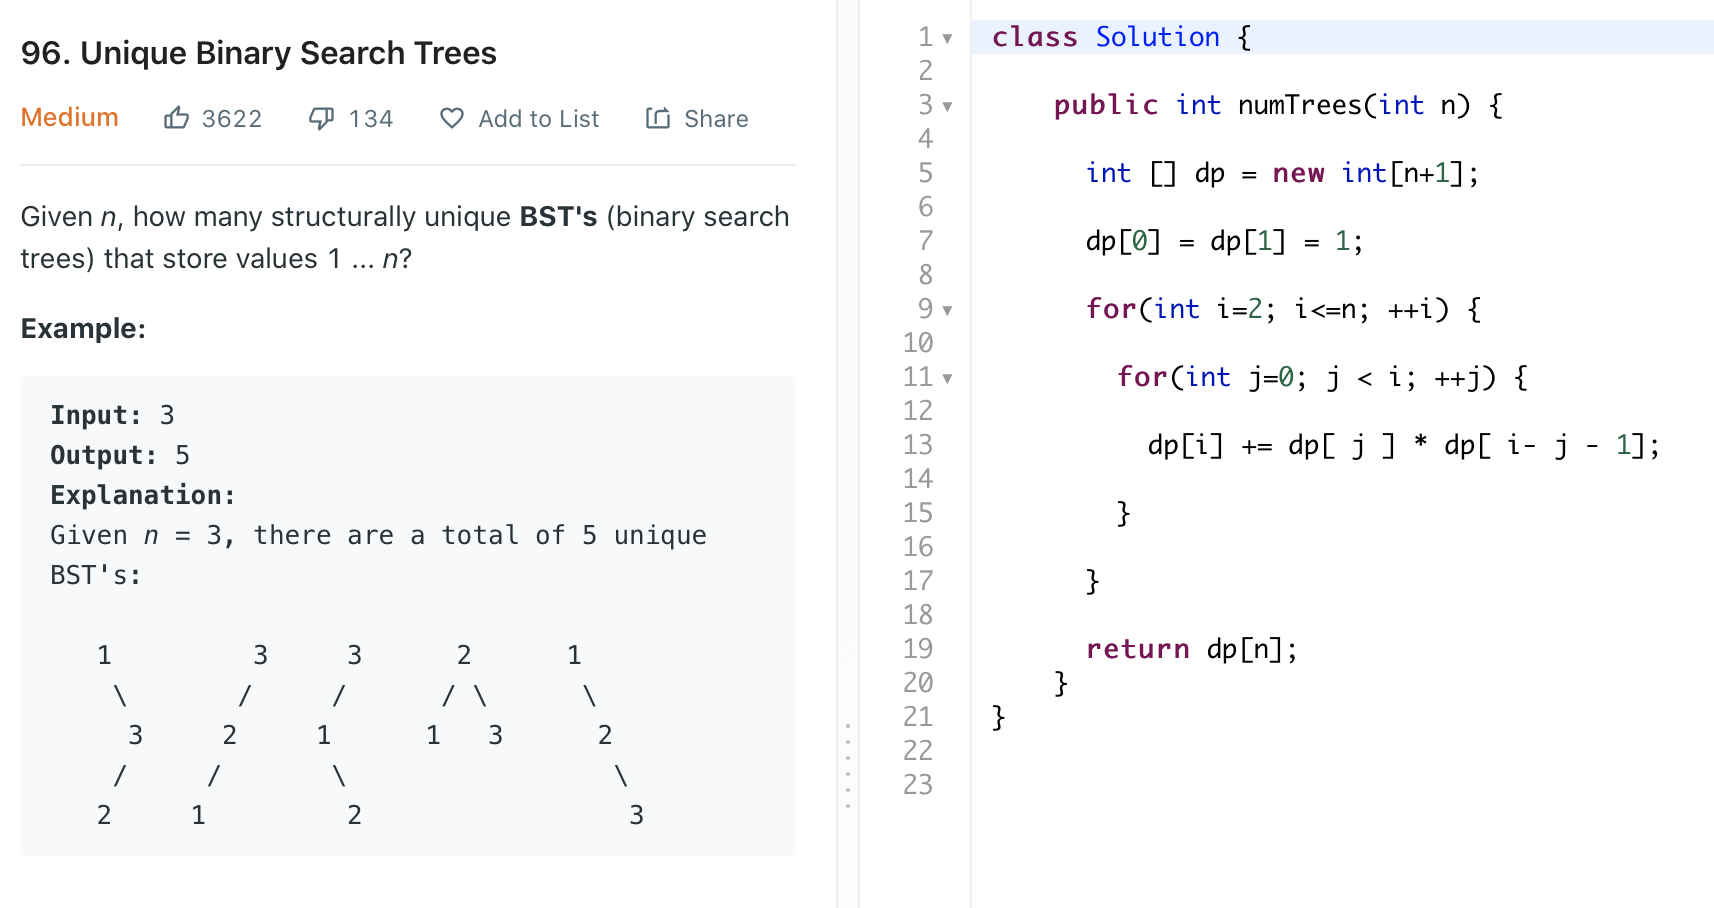 96. Unique Binary Search Trees
Medium 3622 134 Add to List Share
Given n, how many structurally unique BST's (binary search
trees) that store values 1 ... n?
Example:
Input: 3
Output: 5
Explanation:
Given n = 3, there are a total of 5 unique
BST's:
1 3 3 2 1
\ / / / \ \
3 2 1 1 3 2
/ / \ \
2 1 2 3
1 class Solution {
2
3 public int numTrees(int n) {
4
5 int [] dp = new int[n+1];
6
7 dp[0] = dp[1] = 1;
8
9 for(int i=2; i<=n; ++i) {
10
11 for(int j=0; j < i; ++j) {
12
13 dp[i] += dp[ j ] * dp[ i- j - 1];
14
15 }
16
17 }
18
19 return dp[n];
20 }
21 }
22
23